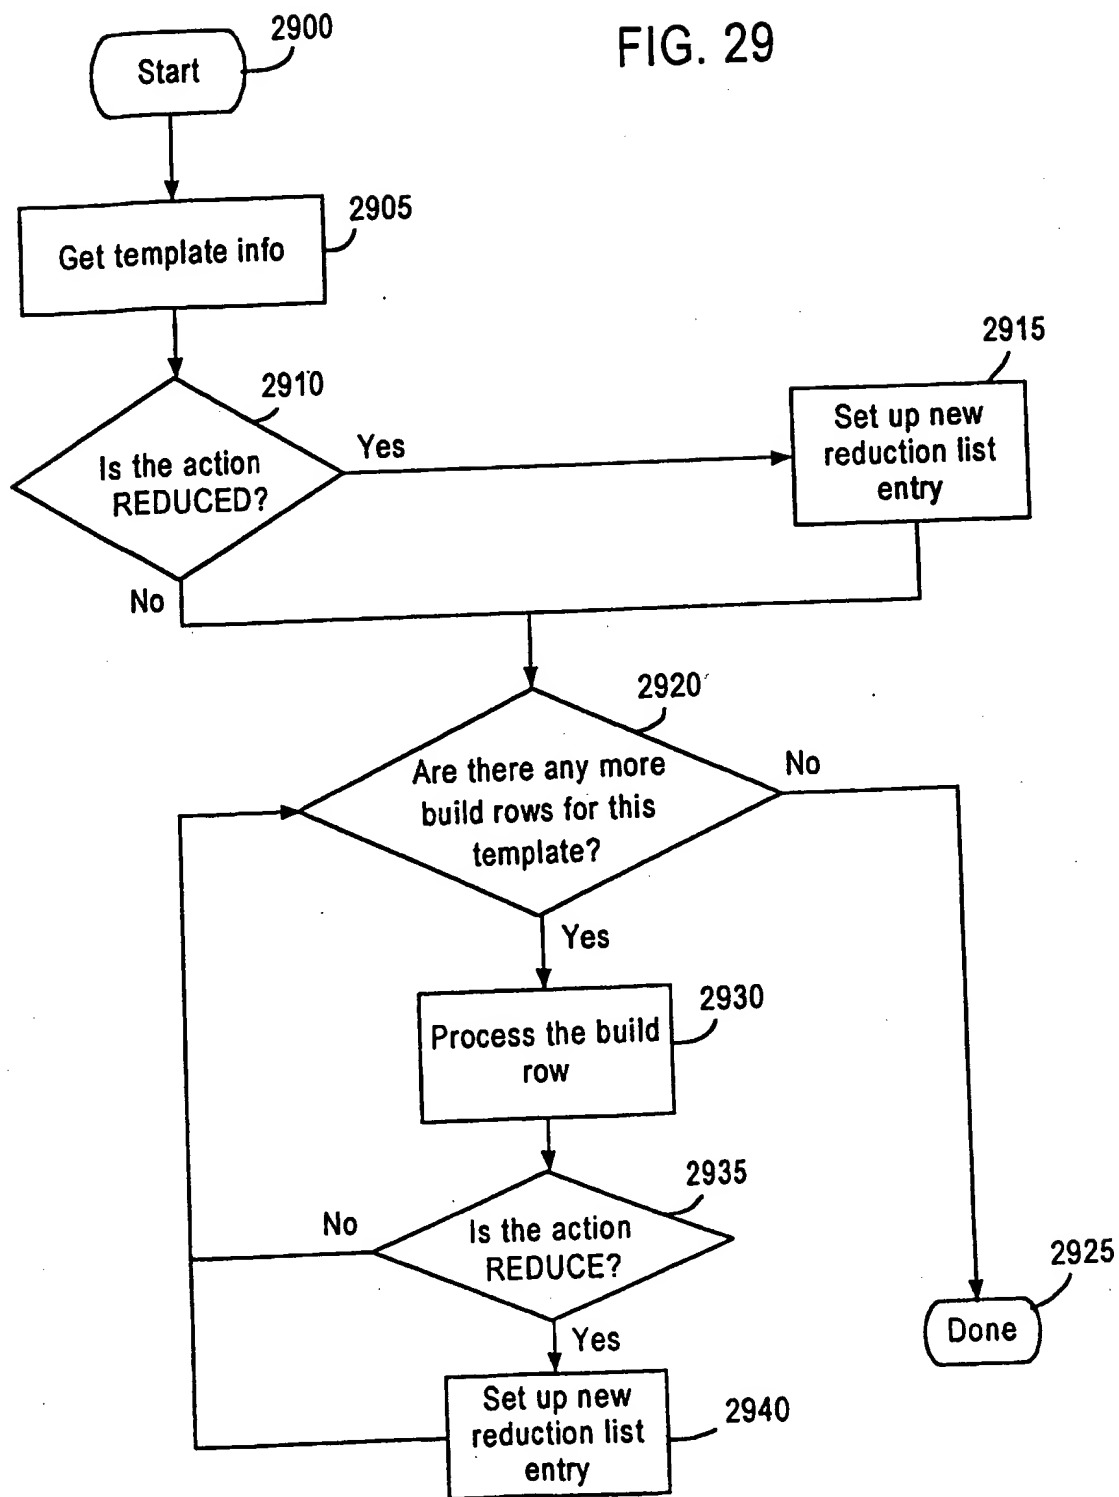 FIG. 29
2900
Start
2905
Get template info
2910
Is the action
REDUCED?
Yes
No
2915
Set up new
reduction list
entry
2920
Are there any more
build rows for this
template?
No
Yes
2930
Process the build
row
2935
Is the action
REDUCE?
No
Yes
2925
Done
2940
Set up new
reduction list
entry